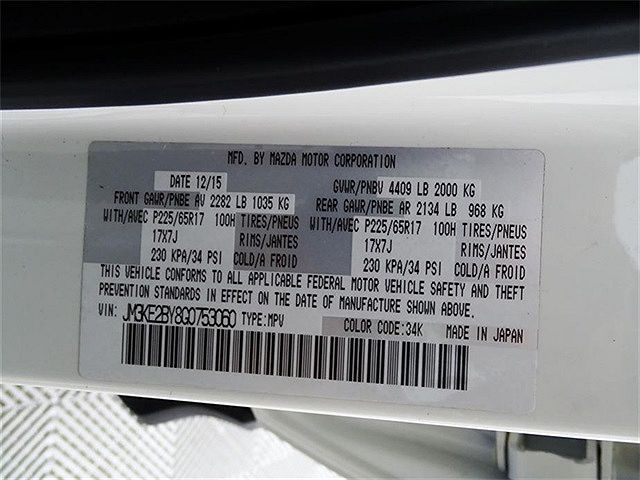 MFD. BY MAZDA MOTOR CORPORATION
DATE 12/15 GVWR/PNBV 4409 LB 2000 KG
FRONT GAWR/PNBE AV 2282 LB 1035 KG REAR GAWR/PNBE AR 2134 LB 968 KG
WITH/AVEC P225/65R17 100H TIRES/PNEUS WITH/AVEC P225/65R17 100H TIRES/PNEUS
17X7J RIMS/JANTES 17X7J RIMS/JANTES
230 KPA/34 PSI COLD/A FROID 230 KPA/34 PSI COLD/A FROID
THIS VEHICLE CONFORMS TO ALL APPLICABLE FEDERAL MOTOR VEHICLE SAFETY AND THEFT
PREVENTION STANDARDS IN EFFECT ON THE DATE OF MANUFACTURE SHOWN ABOVE.
VIN: JM3KE2BY8G0753060 TYPE:MPV COLOR CODE:34K MADE IN JAPAN